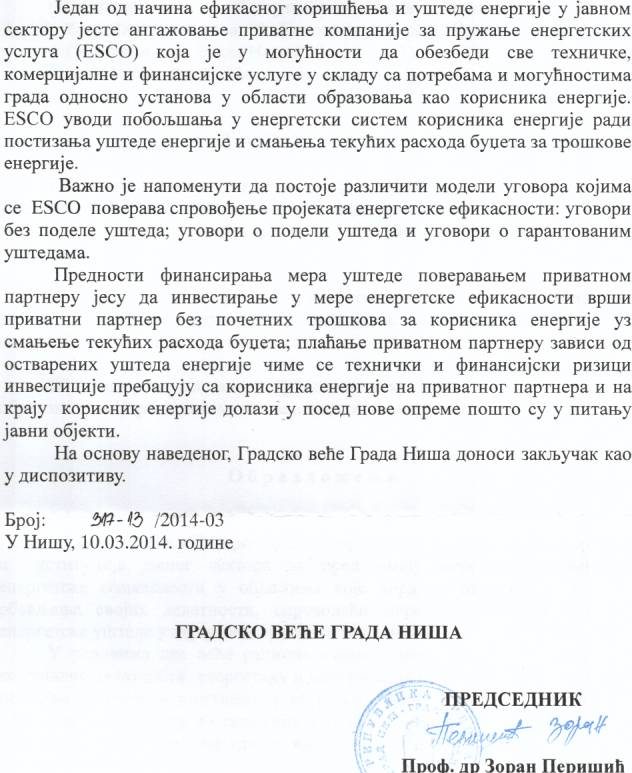 Један од начина ефикасног коришћења и уштеде енергије у јавном
сектору јесте ангажовање приватне компаније за пружање енергетских
услуга (ESCO) која је у могућности да обезбеди све техничке,
комерцијалне и финансијске услуге у складу са потребама и могућностима
града односно установа у области образовања као корисника енергије.
ESCO уводи побољшања у енергетски систем корисника енергије ради
постизања уштеде енергије и смањења текућих расхода буџета за трошкове
енергије.
Важно је напоменути да постоје различити модели уговора којима
се ESCO поверава спровођење пројеката енергетске ефикасности: уговори
без поделе уштеда; уговори о подели уштеда и уговори о гарантованим
уштедама.
Предности финансирања мера уштеде поверавањем приватном
партнеру јесу да инвестирање у мере енергетске ефикасности врши
приватни партнер без почетних трошкова за корисника енергије уз
смањење текућих расхода буџета; плаћање приватном партнеру зависи од
остварених уштеда енергије чиме се технички и финансијски ризици
инвестиције пребацују са корисника енергије на приватног партнера и на
крају корисник енергије долази у посед нове опреме пошто су у питању
јавни објекти.
На основу наведеног, Градско веће Града Ниша доноси закључак као
у диспозитиву.
Број: 317-13 /2014-03
У Нишу, 10.03.2014. године
ГРАДСКО ВЕЋЕ ГРАДА НИША
ПРЕДСЕДНИК
Перишић Зоран
Проф. др Зоран Перишић